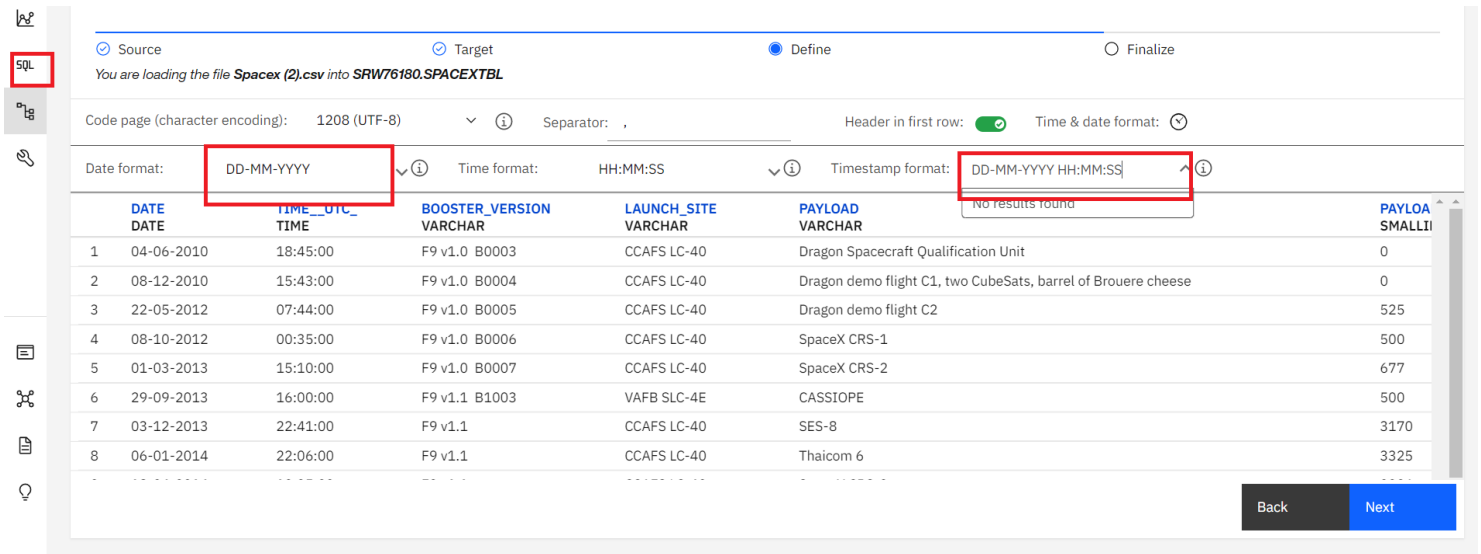 Source Target Define Finalize
SQL
You are loading the file Spacex (2).csv into SRW76180.SPACEXTBL
Code page (character encoding): 1208 (UTF-8) Separator: , Header in first row: Time & date format:
Date format: DD-MM-YYYY Time format: HH:MM:SS Timestamp format: DD-MM-YYYY HH:MM:SS
No results found
DATE TIME__UTC_ BOOSTER_VERSION LAUNCH_SITE PAYLOAD PAYLOA
DATE TIME VARCHAR VARCHAR VARCHAR SMALLI
1 04-06-2010 18:45:00 F9 v1.0 B0003 CCAFS LC-40 Dragon Spacecraft Qualification Unit 0
2 08-12-2010 15:43:00 F9 v1.0 B0004 CCAFS LC-40 Dragon demo flight C1, two CubeSats, barrel of Brouere cheese 0
3 22-05-2012 07:44:00 F9 v1.0 B0005 CCAFS LC-40 Dragon demo flight C2 525
4 08-10-2012 00:35:00 F9 v1.0 B0006 CCAFS LC-40 SpaceX CRS-1 500
5 01-03-2013 15:10:00 F9 v1.0 B0007 CCAFS LC-40 SpaceX CRS-2 677
6 29-09-2013 16:00:00 F9 v1.1 B1003 VAFB SLC-4E CASSIOPE 500
7 03-12-2013 22:41:00 F9 v1.1 CCAFS LC-40 SES-8 3170
8 06-01-2014 22:06:00 F9 v1.1 CCAFS LC-40 Thaicom 6 3325
Back Next